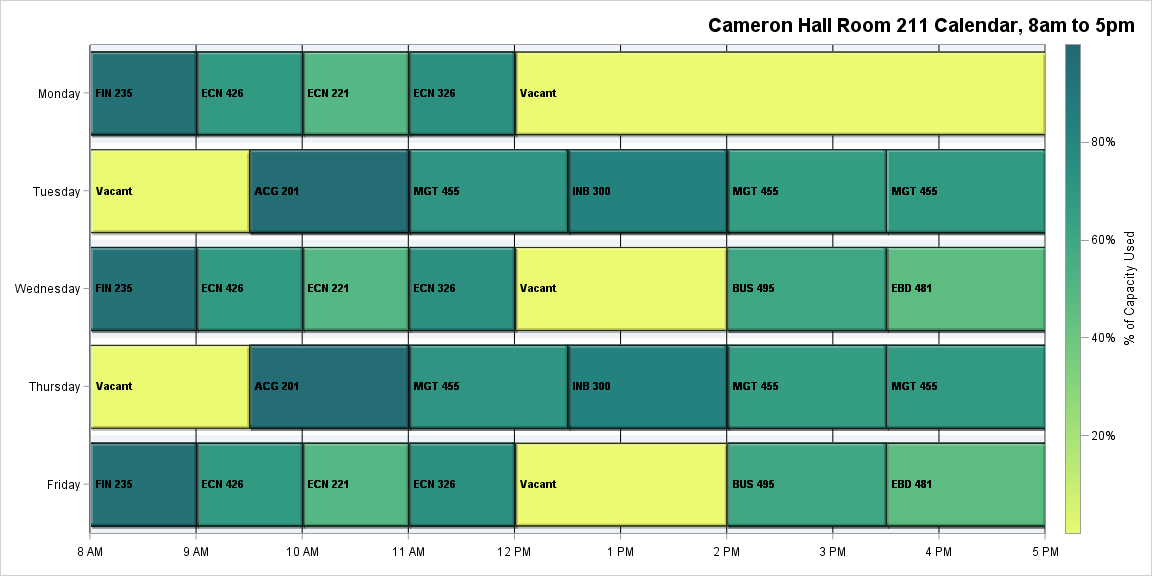 Cameron Hall Room 211 Calendar, 8am to 5pm
Monday FIN 235 ECN 426 ECN 221 ECN 326 Vacant
80%
Tuesday Vacant ACG 201 MGT 455 INB 300 MGT 455 MGT 455
60%
% of Capacity Used
Wednesday FIN 235 ECN 426 ECN 221 ECN 326 Vacant BUS 495 EBD 481
40%
Thursday Vacant ACG 201 MGT 455 INB 300 MGT 455 MGT 455
20%
Friday FIN 235 ECN 426 ECN 221 ECN 326 Vacant BUS 495 EBD 481
8 AM 9 AM 10 AM 11 AM 12 PM 1 PM 2 PM 3 PM 4 PM 5 PM